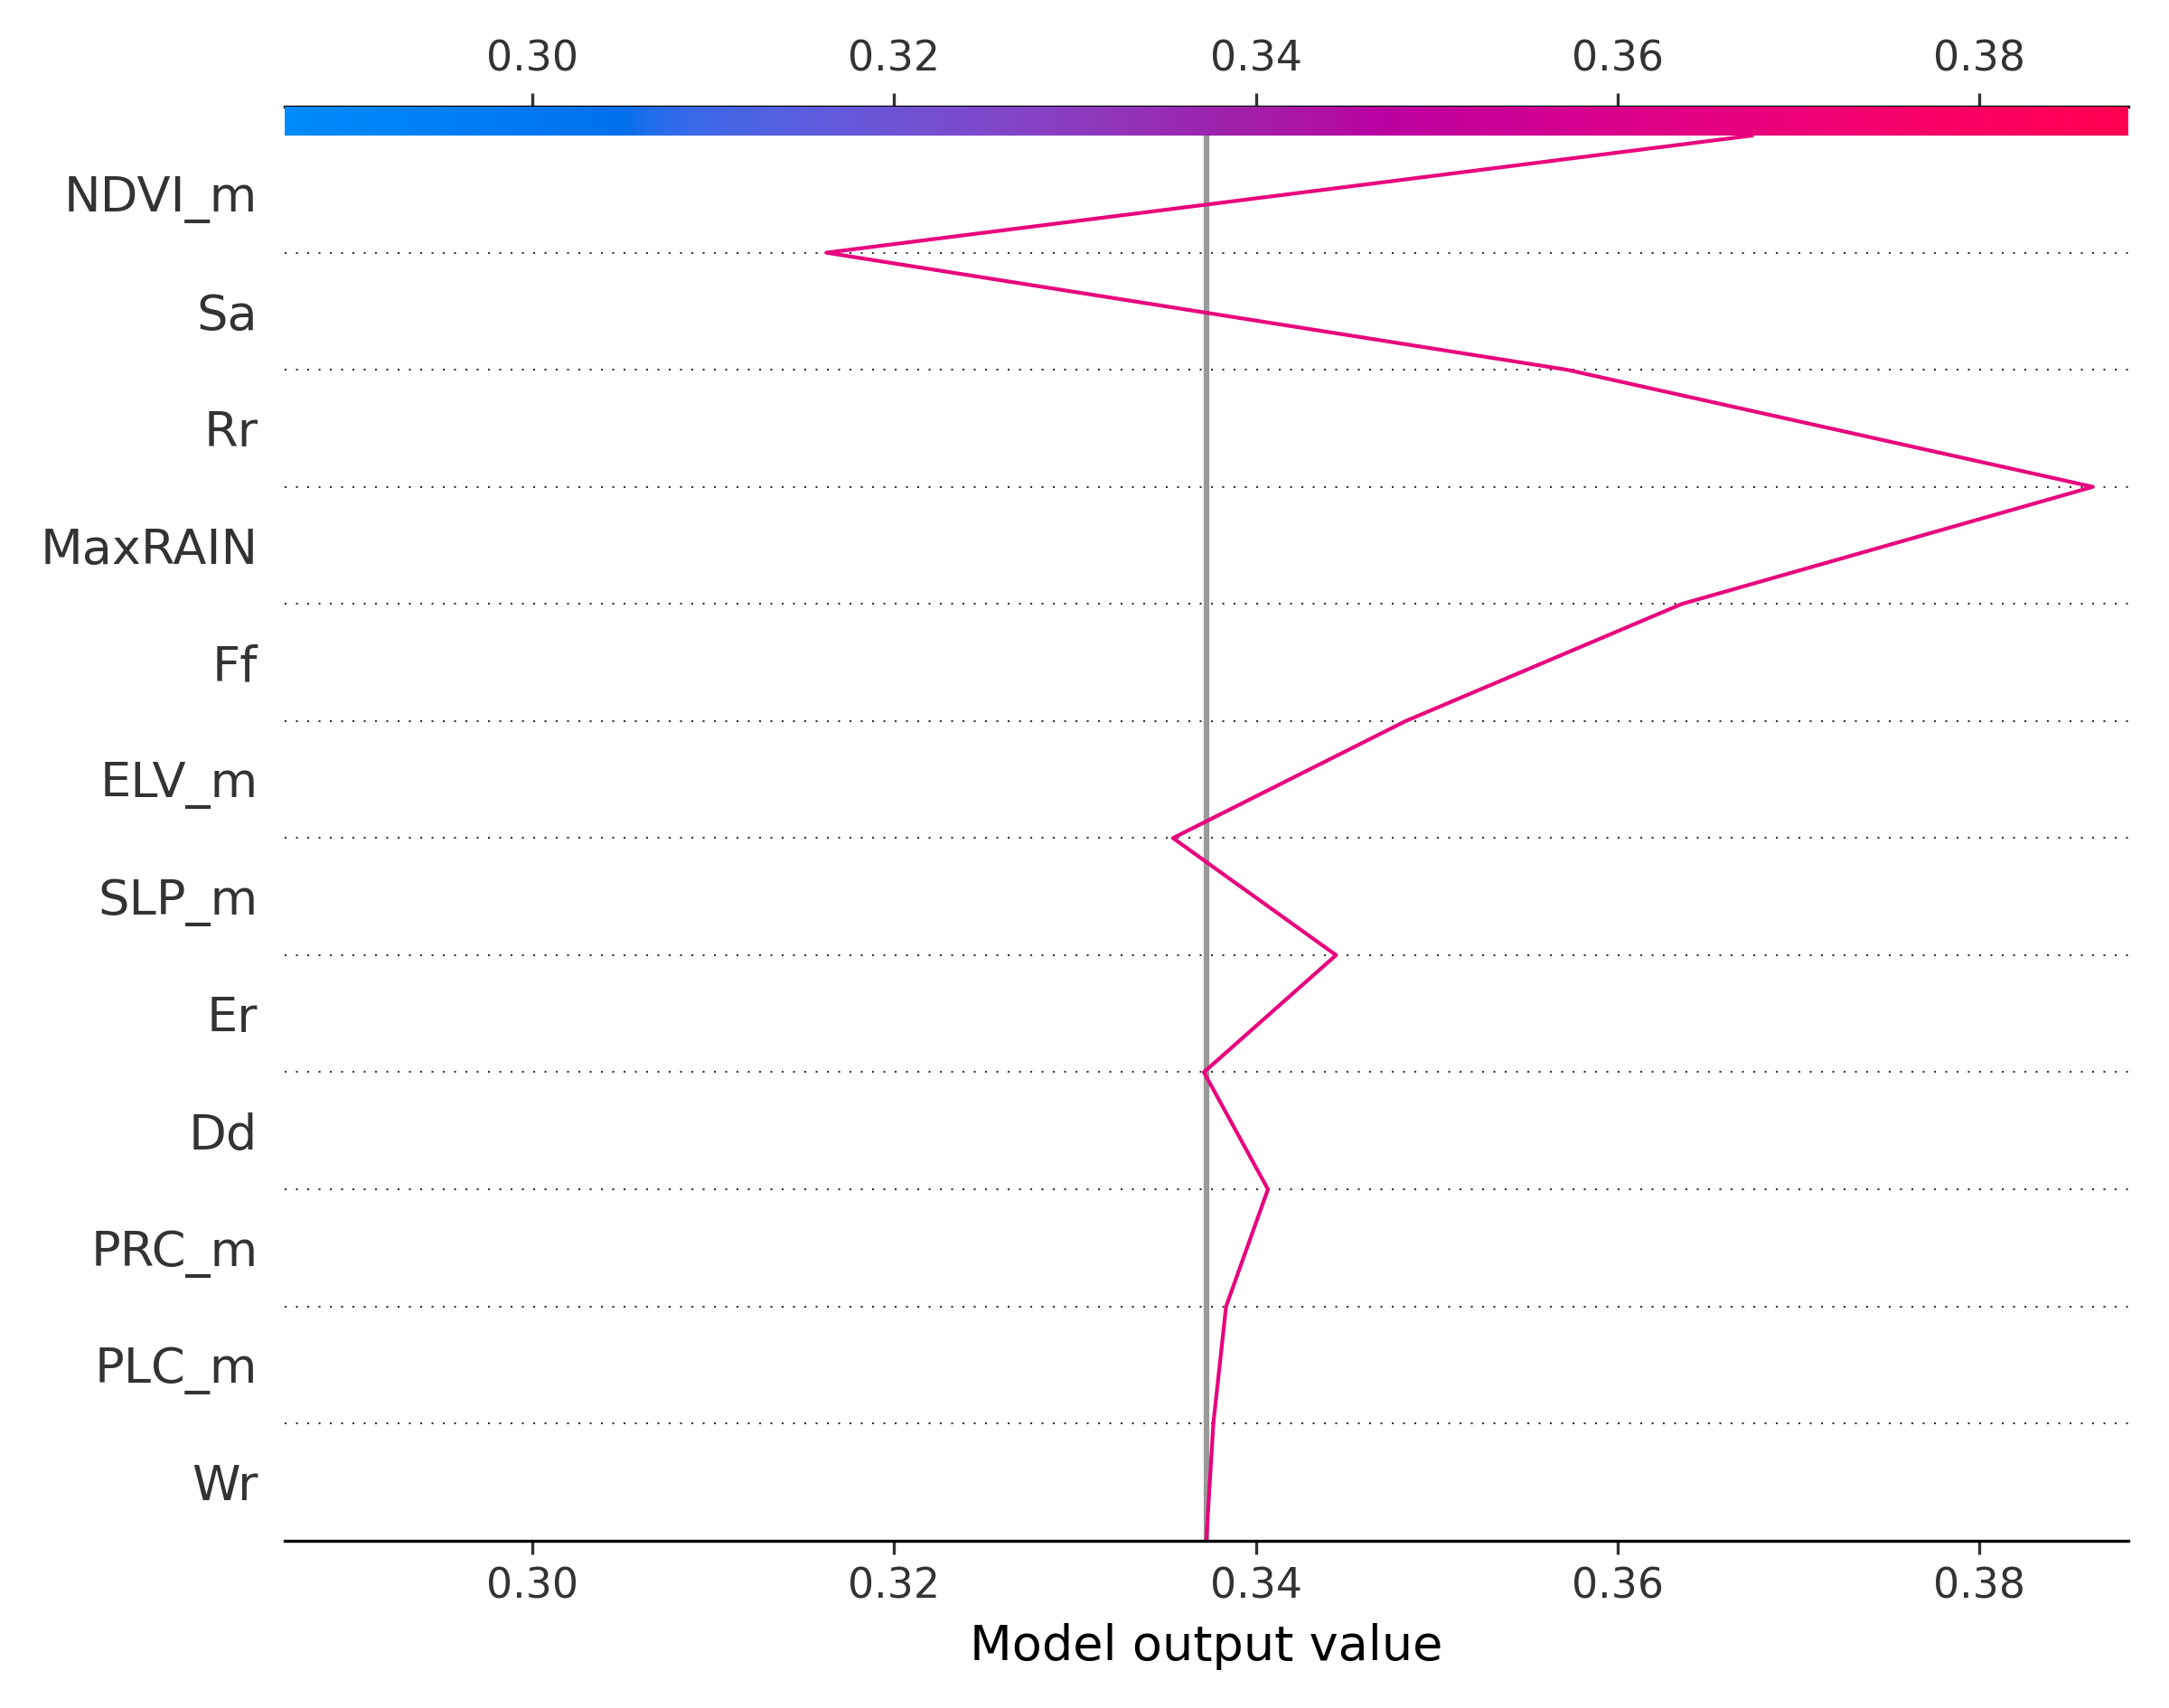 0.30 0.32 0.34 0.36 0.38
NDVI_m
Sa
Rr
MaxRAIN
Ff
ELV_m
SLP_m
Er
Dd
PRC_m
PLC_m
Wr
0.30 0.32 0.34 0.36 0.38
Model output value